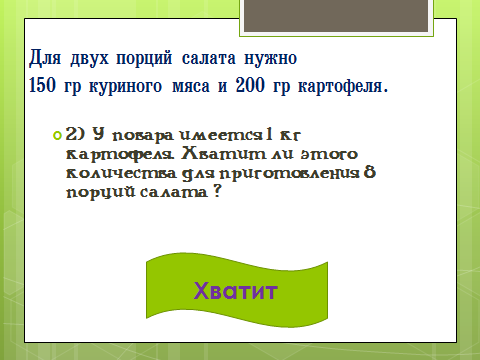 Для двух порций салата нужно
150 гр куриного мяса и 200 гр картофеля.
2) У повара имеется 1 кг
картофеля. Хватит ли этого
количества для приготовления 8
порций салата ?
Хватит